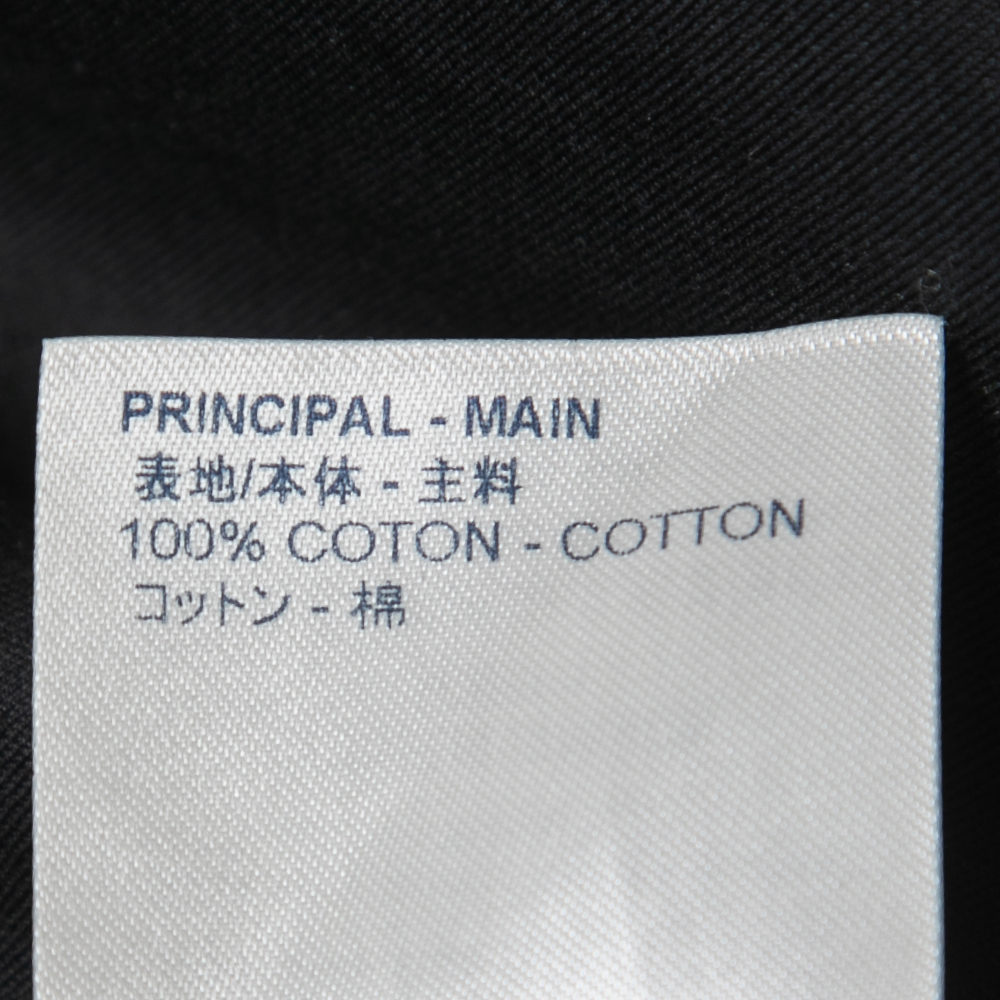 PRINCIPAL - MAIN
表地/本体 - 主料
100% COTON - COTTON
コットン - 棉